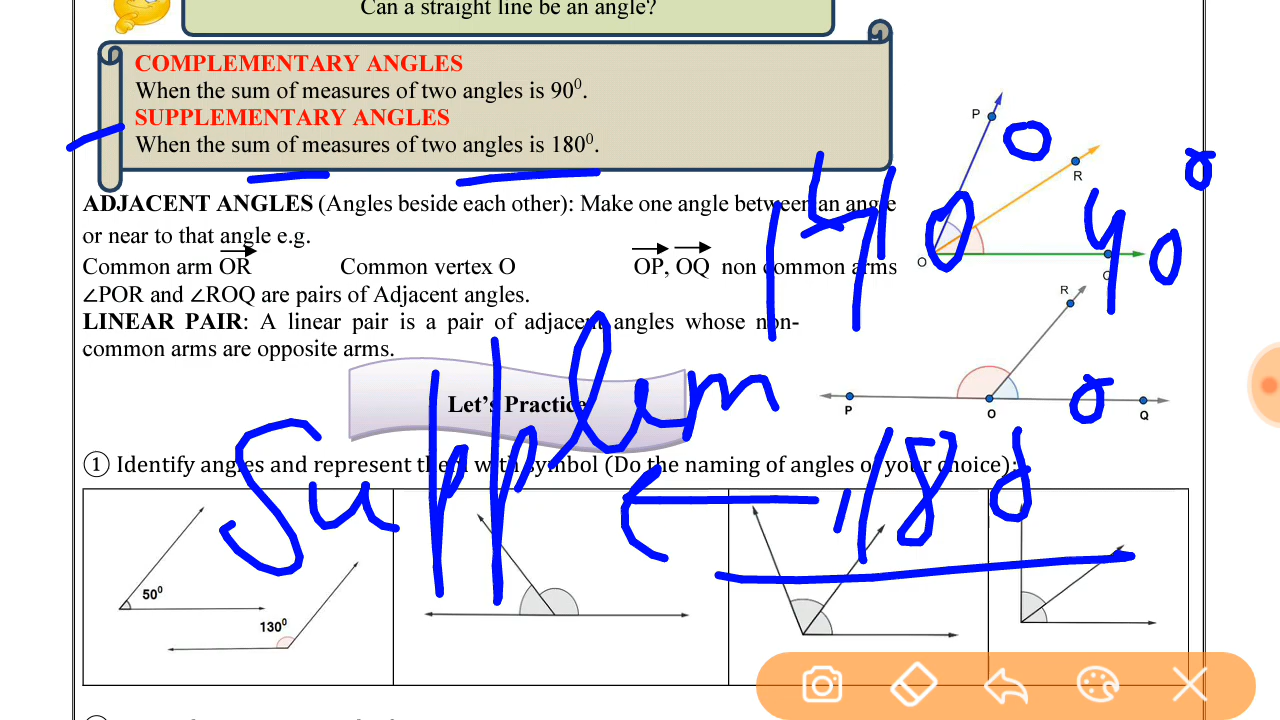 Can a straight line be an angle?
COMPLEMENTARY ANGLES
When the sum of measures of two angles is 90⁰.
SUPPLEMENTARY ANGLES
When the sum of measures of two angles is 180⁰.
P
R
O
ADJACENT ANGLES (Angles beside each other): Make one angle between an angle
or near to that angle e.g.
140⁰ 40⁰
Common arm OR Common vertex O OP, OQ non common arms
∠POR and ∠ROQ are pairs of Adjacent angles.
LINEAR PAIR: A linear pair is a pair of adjacent angles whose non-
common arms are opposite arms.
R
P O Q
Let's Practice
Supplem ← 180⁰
① Identify angles and represent them with symbol (Do the naming of angles of your choice):
50⁰
130⁰